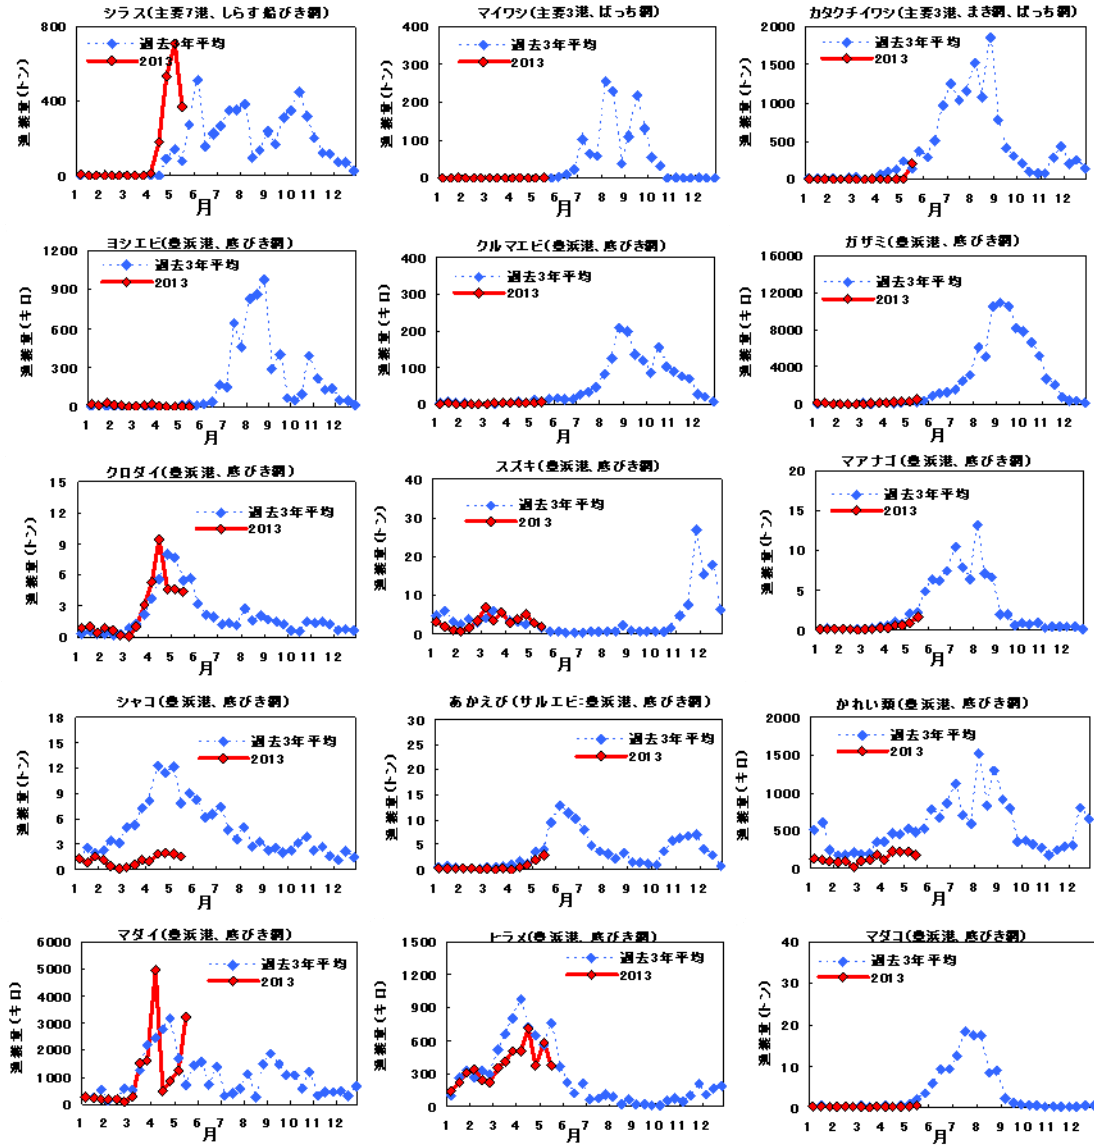 シラス(主要7港、しらす船びき網)
800
400
0
漁獲量(トン)
過去3年平均
2013
1 2 3 4 5 6 7 8 9 10 11 12
月
マイワシ(主要3港、ばっち網)
400
300
200
100
0
漁獲量(トン)
過去3年平均
2013
1 2 3 4 5 6 7 8 9 10 11 12
月
カタクチイワシ(主要3港、まき網、ばっち網)
2000
1500
1000
500
0
漁獲量(トン)
過去3年平均
2013
1 2 3 4 5 6 7 8 9 10 11 12
月
ヨシエビ(豊浜港、底びき網)
1200
900
600
300
0
漁獲量(キロ)
過去3年平均
2013
1 2 3 4 5 6 7 8 9 10 11 12
月
クルマエビ(豊浜港、底びき網)
400
300
200
100
0
漁獲量(キロ)
過去3年平均
2013
1 2 3 4 5 6 7 8 9 10 11 12
月
ガザミ(豊浜港、底びき網)
16000
12000
8000
4000
0
漁獲量(キロ)
過去3年平均
2013
1 2 3 4 5 6 7 8 9 10 11 12
月
クロダイ(豊浜港、底びき網)
15
12
9
6
3
0
漁獲量(トン)
過去3年平均
2013
1 2 3 4 5 6 7 8 9 10 11 12
月
スズキ(豊浜港、底びき網)
40
30
20
10
0
漁獲量(トン)
過去3年平均
2013
1 2 3 4 5 6 7 8 9 10 11 12
月
マアナゴ(豊浜港、底びき網)
20
15
10
5
0
漁獲量(トン)
過去3年平均
2013
1 2 3 4 5 6 7 8 9 10 11 12
月
シャコ(豊浜港、底びき網)
18
15
12
9
6
3
0
漁獲量(トン)
過去3年平均
2013
1 2 3 4 5 6 7 8 9 10 11 12
月
あかえび(サルエビ:豊浜港、底びき網)
30
25
20
15
10
5
0
漁獲量(トン)
過去3年平均
2013
1 2 3 4 5 6 7 8 9 10 11 12
月
かれい類(豊浜港、底びき網)
2000
1500
1000
500
0
漁獲量(キロ)
過去3年平均
2013
1 2 3 4 5 6 7 8 9 10 11 12
月
マダイ(豊浜港、底びき網)
6000
5000
4000
3000
2000
1000
0
漁獲量(キロ)
過去3年平均
2013
1 2 3 4 5 6 7 8 9 10 11 12
月
ヒラメ(豊浜港、底びき網)
1500
1200
900
600
300
0
漁獲量(キロ)
過去3年平均
2013
1 2 3 4 5 6 7 8 9 10 11 12
月
マダコ(豊浜港、底びき網)
40
30
20
10
0
漁獲量(トン)
過去3年平均
2013
1 2 3 4 5 6 7 8 9 10 11 12
月